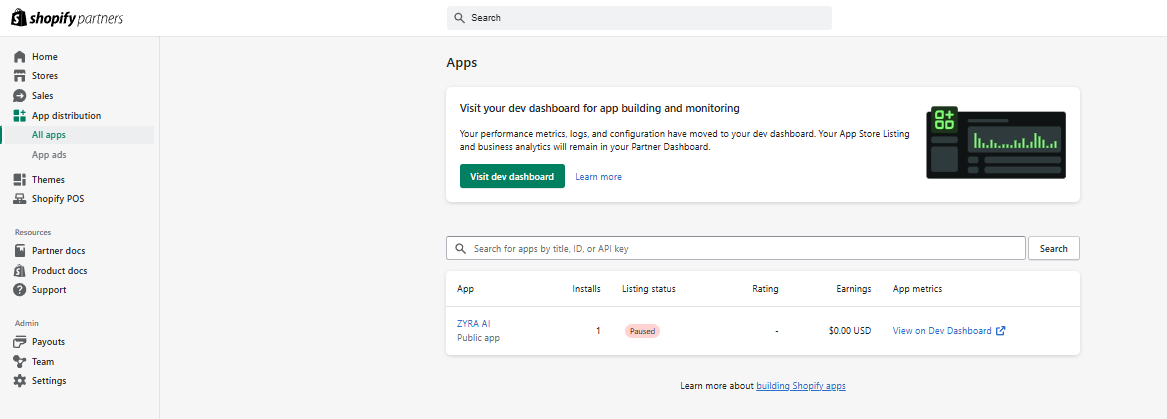 shopify partners
Search
Home
Stores
Sales
App distribution
All apps
App ads
Themes
Shopify POS
Resources
Partner docs
Product docs
Support
Admin
Payouts
Team
Settings
Apps
Visit your dev dashboard for app building and monitoring
Your performance metrics, logs, and configuration have moved to your dev dashboard. Your App Store Listing
and business analytics will remain in your Partner Dashboard.
Visit dev dashboard Learn more
Search for apps by title, ID, or API key Search
App Installs Listing status Rating Earnings App metrics
ZYRA AI 1 Paused - $0.00 USD View on Dev Dashboard
Public app
Learn more about building Shopify apps